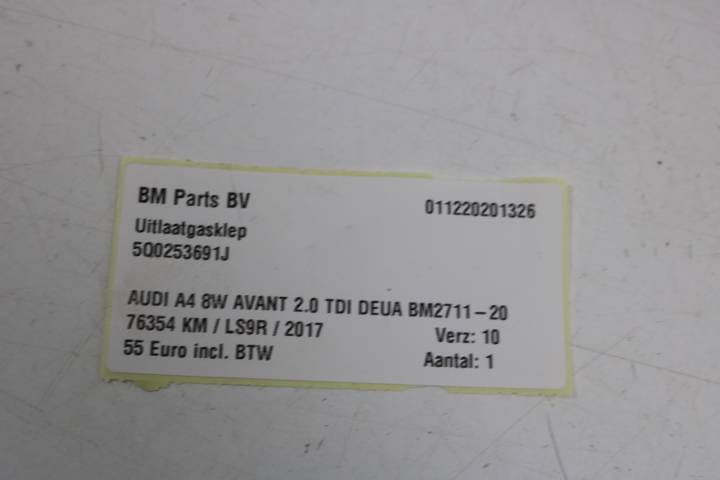 BM Parts BV 011220201326
Uitlaatgasklep
5Q0253691J
AUDI A4 8W AVANT 2.0 TDI DEUA BM2711-20
76354 KM / LS9R / 2017 Verz: 10
55 Euro incl. BTW Aantal: 1